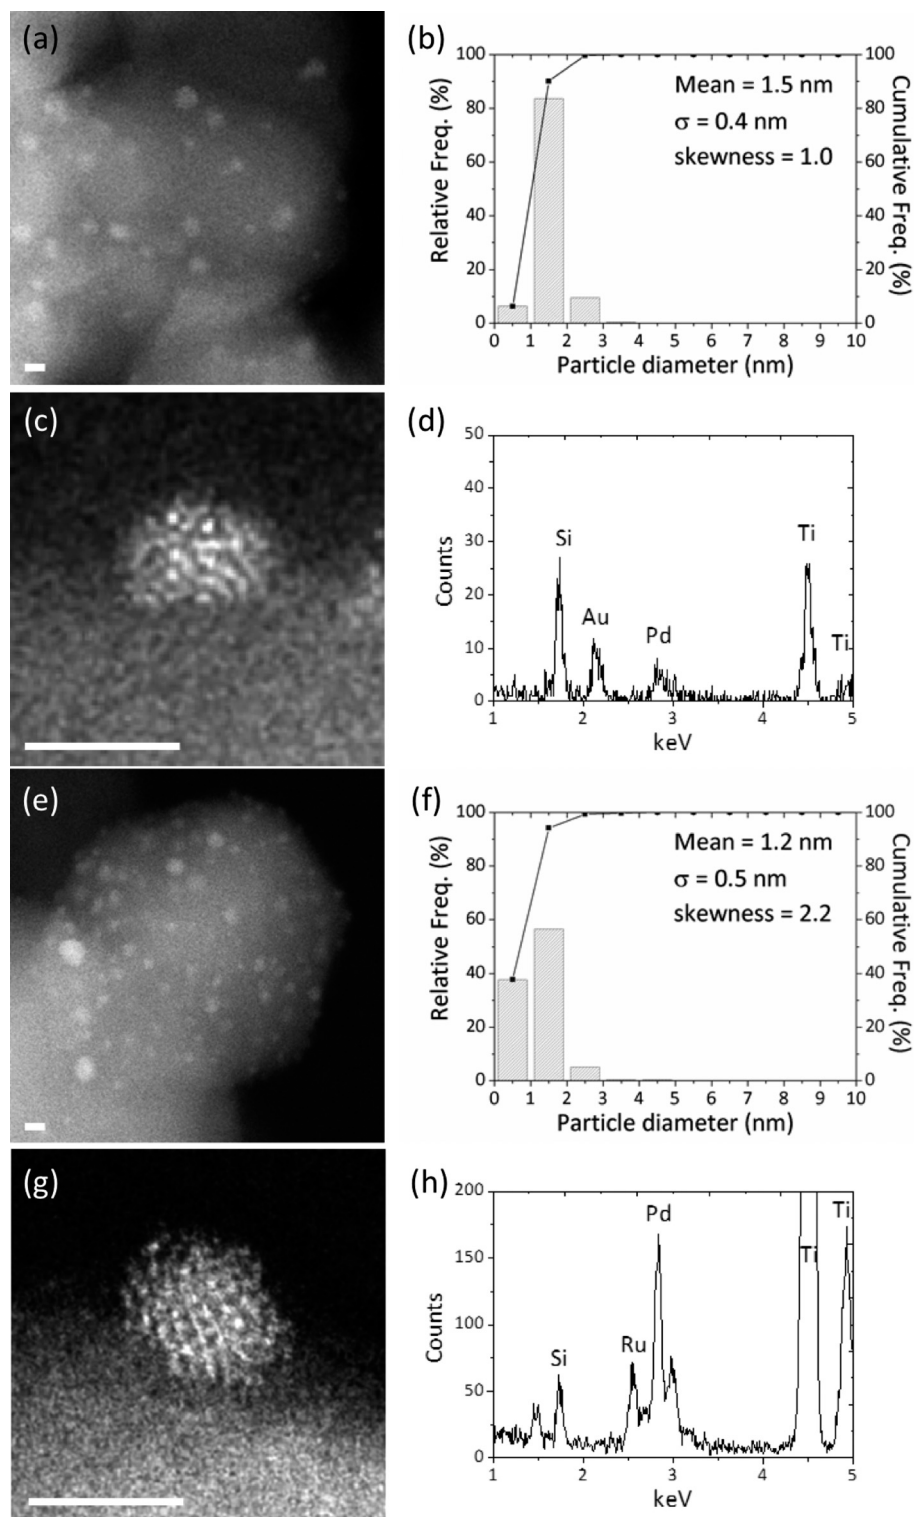 (a)
(b)
100
80
60
40
20
0
Relative Freq. (%)
Mean = 1.5 nm
σ = 0.4 nm
skewness = 1.0
100
80
60
40
20
0
Cumulative Freq. (%)
0 1 2 3 4 5 6 7 8 9 10
Particle diameter (nm)
(c)
(d)
50
40
30
20
10
0
Counts
Si
Au
Pd
Ti
Ti
1 2 3 4 5
keV
(e)
(f)
100
80
60
40
20
0
Relative Freq. (%)
Mean = 1.2 nm
σ = 0.5 nm
skewness = 2.2
100
80
60
40
20
0
Cumulative Freq. (%)
0 1 2 3 4 5 6 7 8 9 10
Particle diameter (nm)
(g)
(h)
200
150
100
50
0
Counts
Si
Ru
Pd
Ti
Ti
1 2 3 4 5
keV